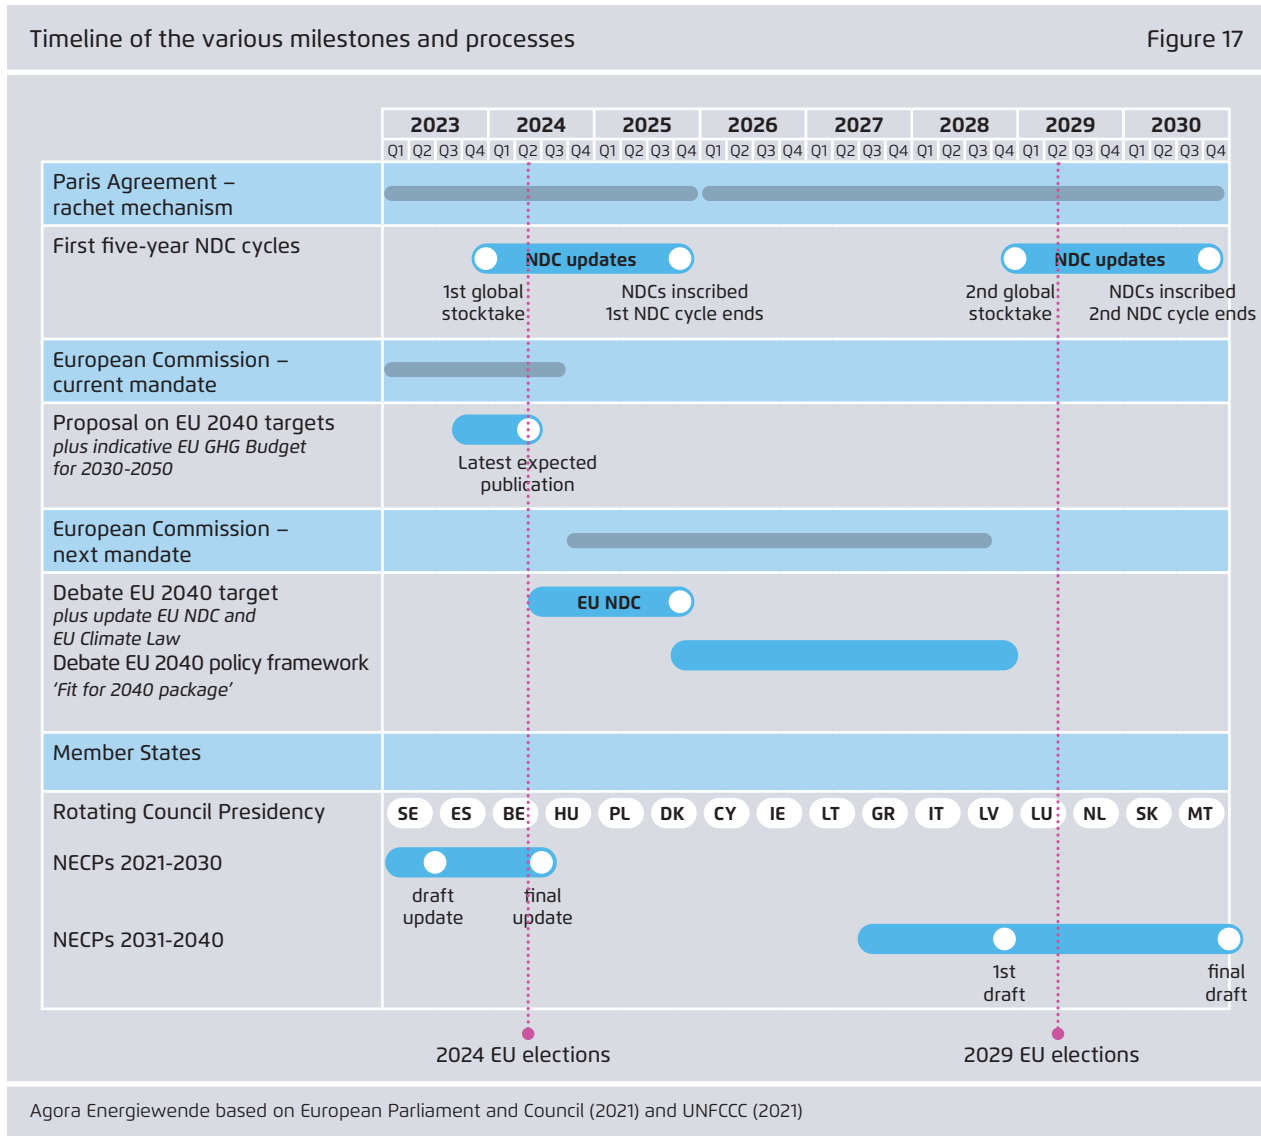 Timeline of the various milestones and processes
Figure 17
2023 2024 2025 2026 2027 2028 2029 2030
Q1 Q2 Q3 Q4 Q1 Q2 Q3 Q4 Q1 Q2 Q3 Q4 Q1 Q2 Q3 Q4 Q1 Q2 Q3 Q4 Q1 Q2 Q3 Q4 Q1 Q2 Q3 Q4 Q1 Q2 Q3 Q4
Paris Agreement –
rachet mechanism
First five-year NDC cycles
NDC updates
1st global
stocktake
NDCs inscribed
1st NDC cycle ends
NDC updates
2nd global
stocktake
NDCs inscribed
2nd NDC cycle ends
European Commission –
current mandate
Proposal on EU 2040 targets
plus indicative EU GHG Budget
for 2030-2050
Latest expected
publication
European Commission –
next mandate
Debate EU 2040 target
plus update EU NDC and
EU Climate Law
EU NDC
Debate EU 2040 policy framework
‘Fit for 2040 package’
Member States
Rotating Council Presidency
SE ES BE HU PL DK CY IE LT GR IT LV LU NL SK MT
NECPs 2021-2030
draft
update
final
update
NECPs 2031-2040
1st
draft
final
draft
2024 EU elections
2029 EU elections
Agora Energiewende based on European Parliament and Council (2021) and UNFCCC (2021)